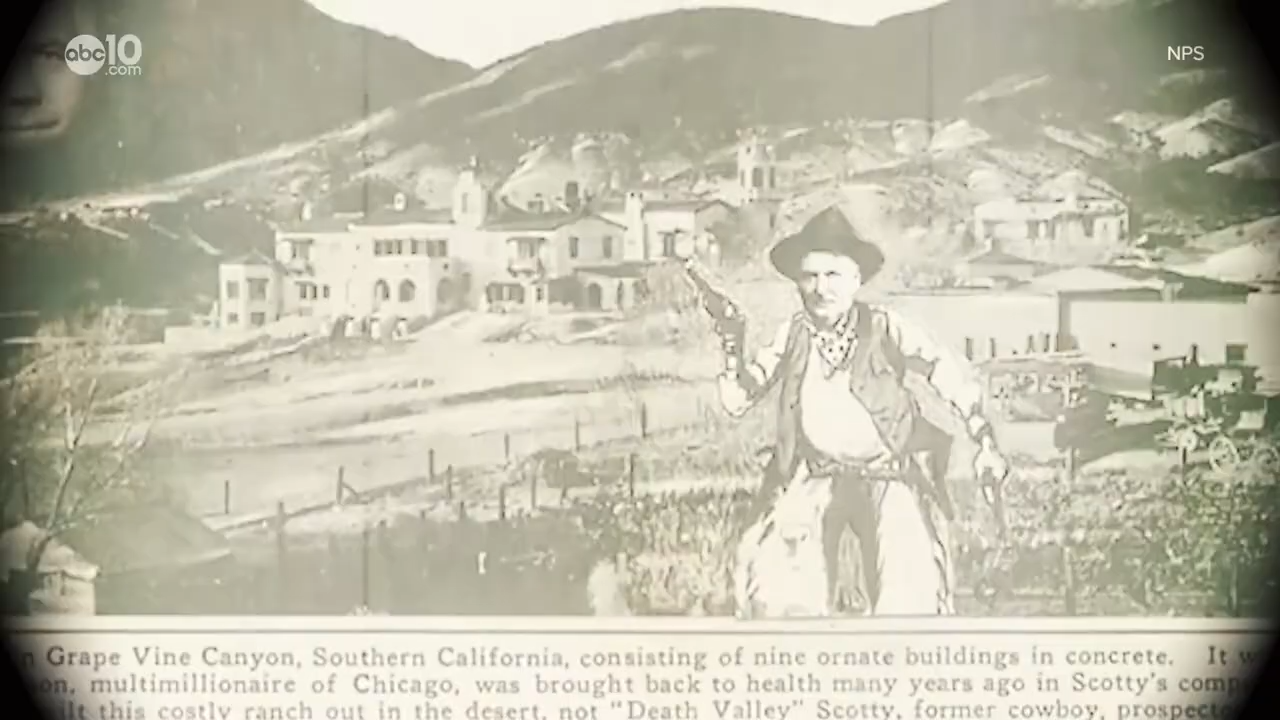 abc10
.com
NPS
Grape Vine Canyon, Southern California, consisting of nine ornate buildings in concrete. It
multimillionaire of Chicago, was brought back to health many years ago in Scotty's
this costly ranch out in the desert, not "Death Valley" Scotty, former cowboy,